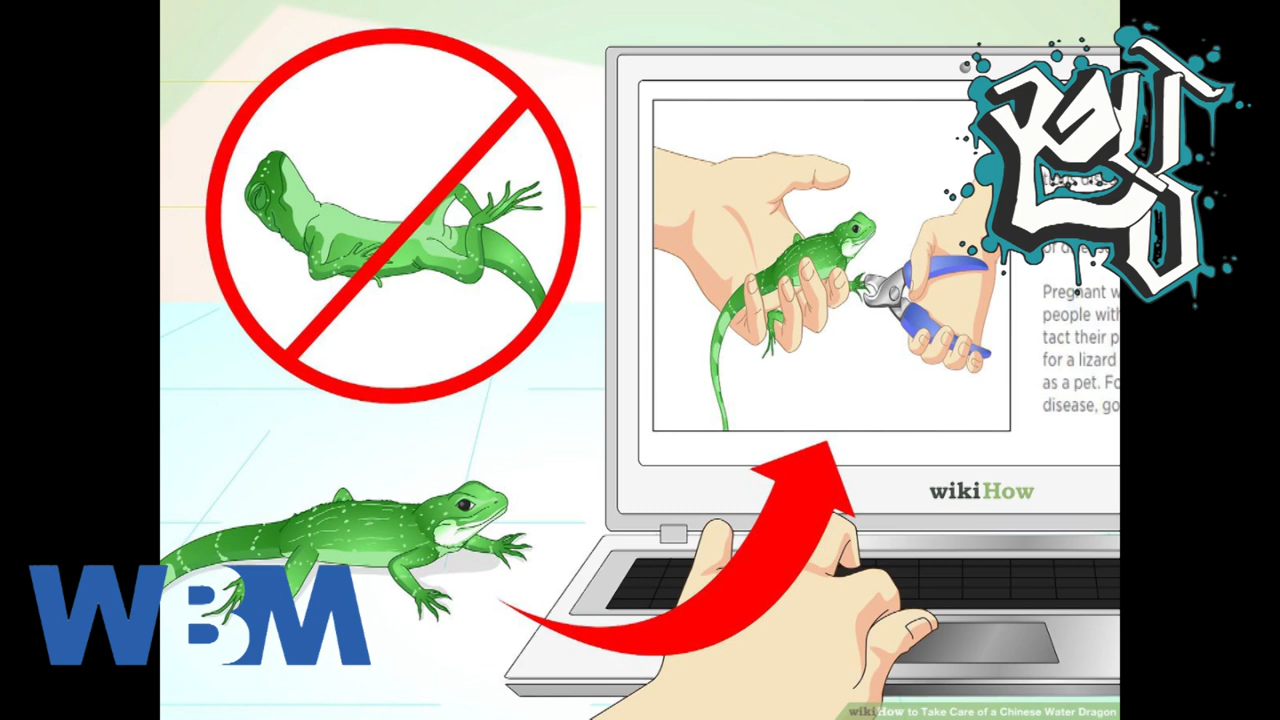 Pregnant w
people with
tact their p
for a lizard
as a pet. Fo
disease, go
wikiHow
WBM
wikiHow to Take Care of a Chinese Water Dragon